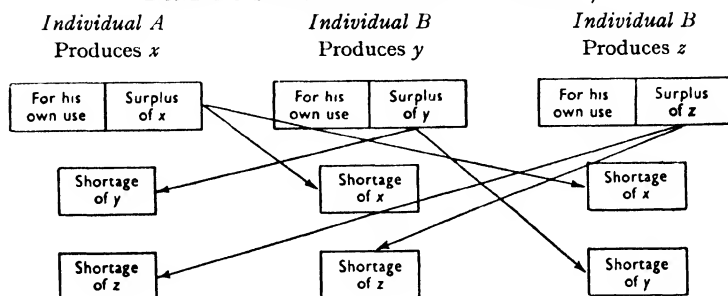 Individual A
Produces x
Individual B
Produces y
Individual B
Produces z
For his
own use
Surplus
of x
For his
own use
Surplus
of y
For his
own use
Surplus
of z
Shortage
of y
Shortage
of x
Shortage
of x
Shortage
of z
Shortage
of z
Shortage
of y